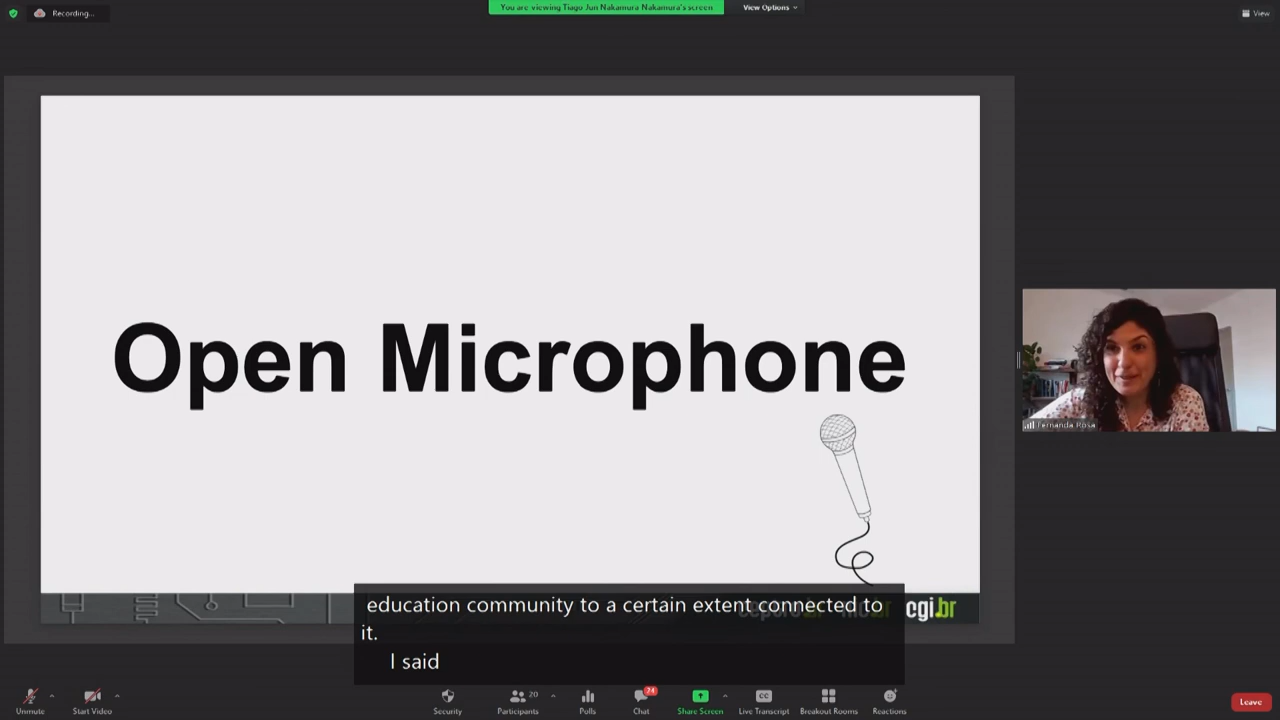 Recording...
You are viewing Tiago Jun Nakamura Nakamura's screen
View Options
View
Open Microphone
Fernanda Rosa
cgi.br
education community to a certain extent connected to
it.
I said
Unmute
Start Video
Security
20
Participants
Polls
24
Chat
Share Screen
CC
Live Transcript
Breakout Rooms
Reactions
Leave